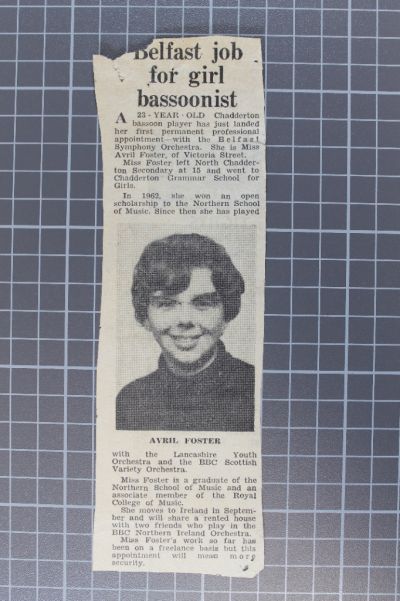 Belfast job
for girl
bassoonist
A 23-YEAR-OLD Chadderton
bassoon player has just landed
her first permanent professional
appointment—with the Belfast
Symphony Orchestra. She is Miss
Avril Foster, of Victoria Street.
Miss Foster left North Chadder-
ton Secondary at 15 and went to
Chadderton Grammar School for
Girls.
In 1962, she won an open
scholarship to the Northern School
of Music. Since then she has played
AVRIL FOSTER
with the Lancashire Youth
Orchestra and the BBC Scottish
Variety Orchestra.
Miss Foster is a graduate of the
Northern School of Music and an
associate member of the Royal
College of Music.
She moves to Ireland in Septem-
ber and will share a rented house
with two friends who play in the
BBC Northern Ireland Orchestra.
Miss Foster's work so far has
been on a freelance basis but this
appointment will mean more
security.